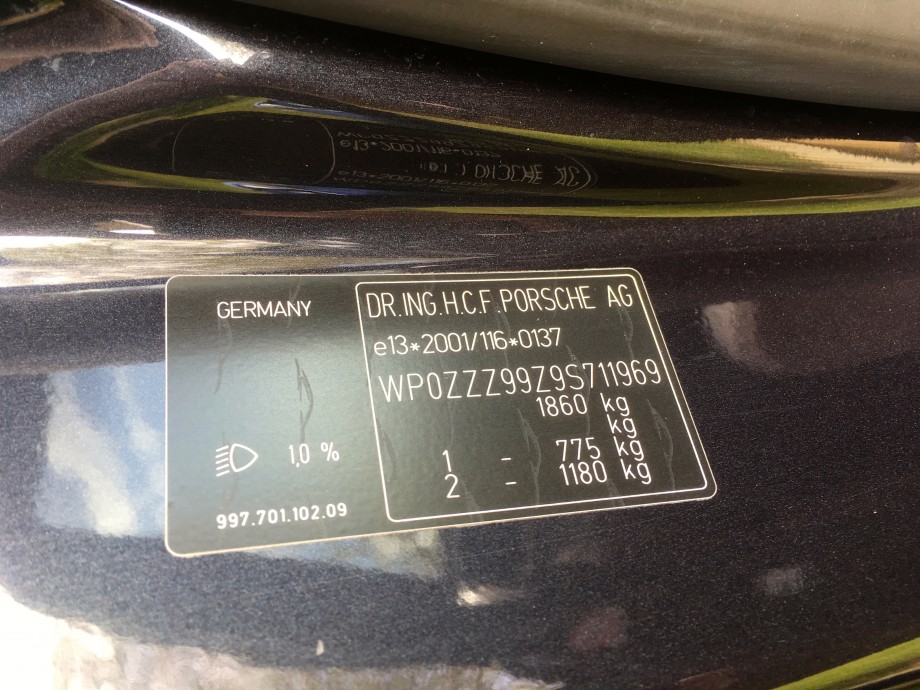 GERMANY
1,0 %
997.701.102.09
DR.ING.H.C.F.PORSCHE AG
e13*2001/116*0137
WP0ZZZ99Z9S711969
1860 kg
kg
1 - 775 kg
2 - 1180 kg